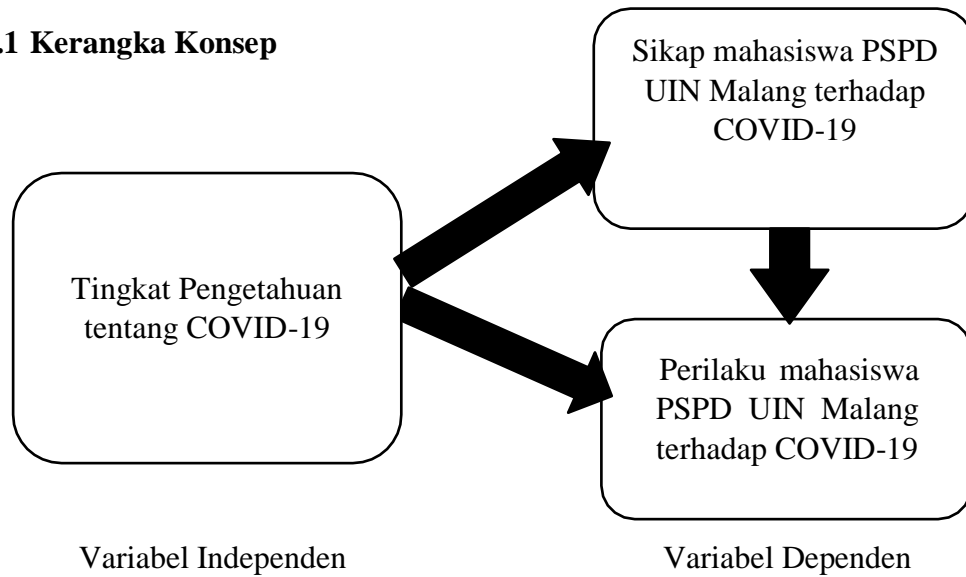 .1 Kerangka Konsep
Sikap mahasiswa PSPD
UIN Malang terhadap
COVID-19
Tingkat Pengetahuan
tentang COVID-19
Perilaku mahasiswa
PSPD UIN Malang
terhadap COVID-19
Variabel Independen
Variabel Dependen